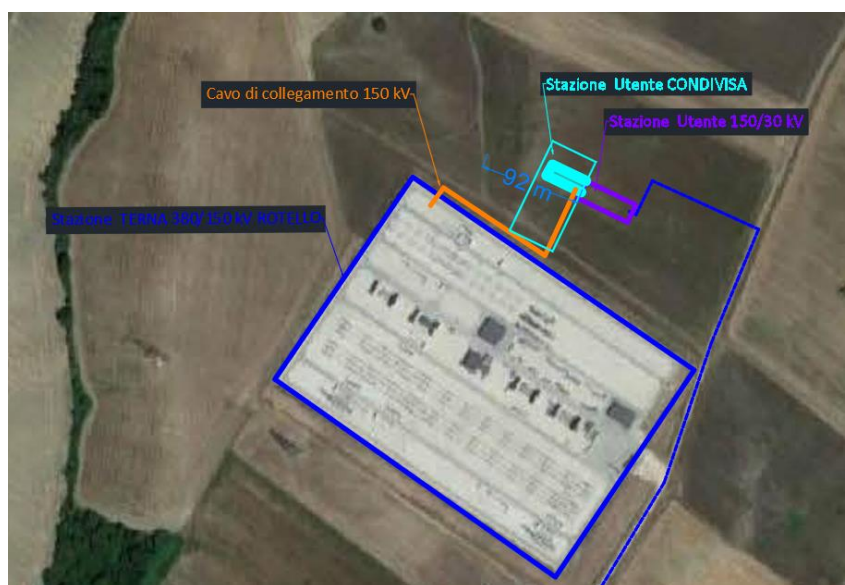 Stazione Utente CONDIVISA
Cavo di collegamento 150 kV
Stazione Utente 150/30 kV
92 m
Stazione TERNA 380/150 kV ROTELLO